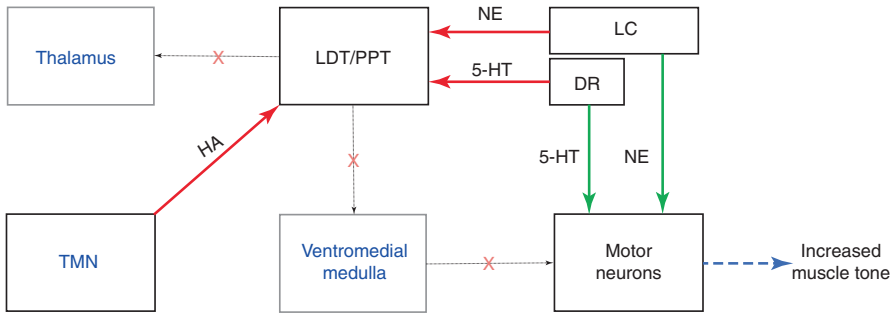 NE
LC
Thalamus
X
LDT/PPT
5-HT
DR
HA
X
5-HT
NE
TMN
Ventromedial
medulla
X
Motor
neurons
Increased
muscle tone